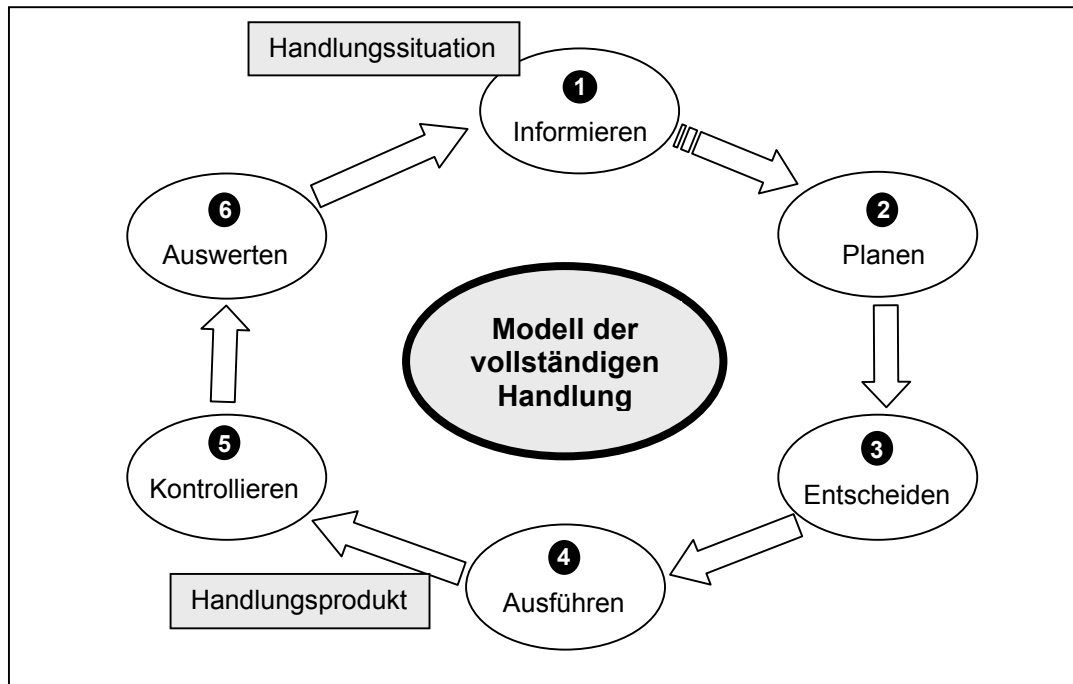 Handlungssituation
1
Informieren
2
Planen
3
Entscheiden
4
Ausführen
Handlungsprodukt
5
Kontrollieren
6
Auswerten
Modell der
vollständigen
Handlung